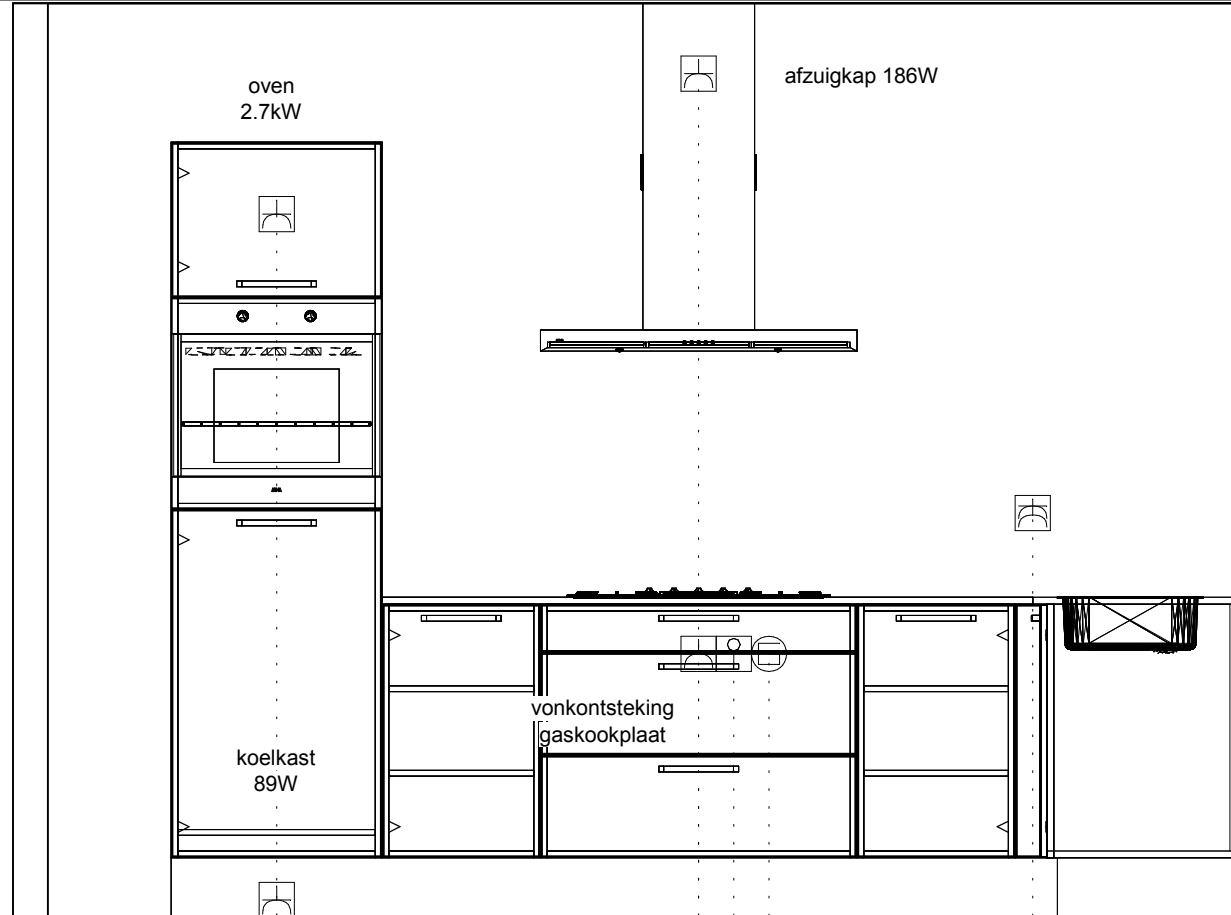 oven
2.7kW
afzuigkap 186W
vonkontsteking
gaskookplaat
koelkast
89W